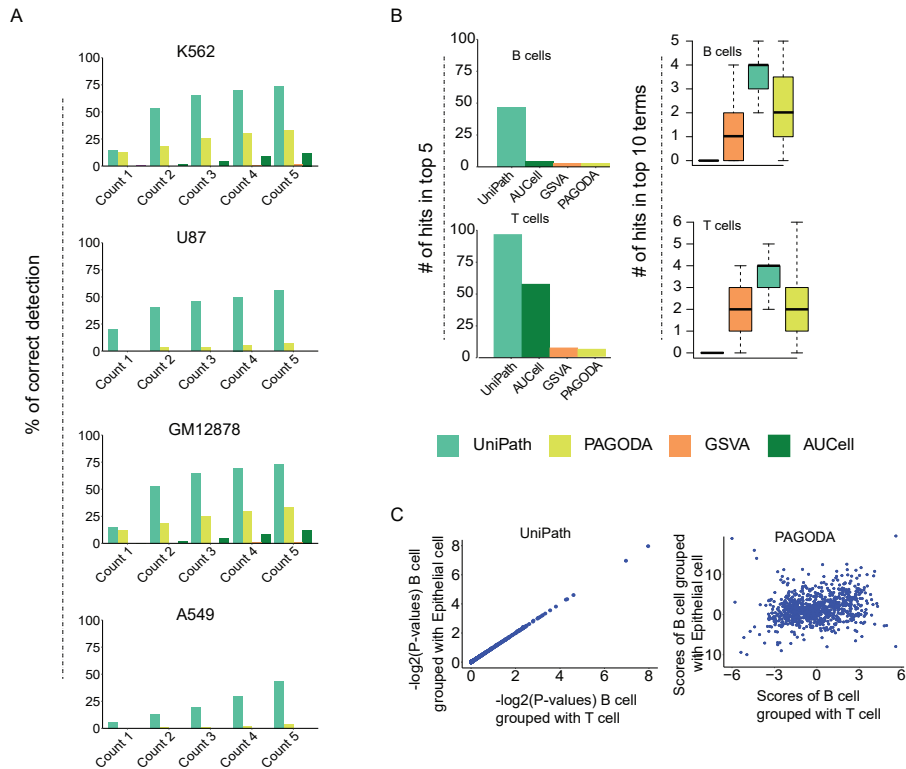 A
% of correct detection
K562
100
75
50
25
0
Count 1
Count 2
Count 3
Count 4
Count 5
U87
100
75
50
25
0
Count 1
Count 2
Count 3
Count 4
Count 5
GM12878
100
75
50
25
0
Count 1
Count 2
Count 3
Count 4
Count 5
A549
100
75
50
25
0
Count 1
Count 2
Count 3
Count 4
Count 5
B
# of hits in top 5
B cells
100
75
50
25
0
UniPath
AUCell
GSVA
PAGODA
T cells
100
75
50
25
0
UniPath
AUCell
GSVA
PAGODA
# of hits in top 10 terms
B cells
5
4
3
2
1
0
T cells
6
5
4
3
2
1
0
UniPath
PAGODA
GSVA
AUCell
C
UniPath
-log2(P-values) B cell
grouped with Epithelial cell
8
6
4
2
0
0
2
4
6
8
-log2(P-values) B cell
grouped with T cell
PAGODA
Scores of B cell grouped
with Epithelial cell
10
0
10
−6
−3
0
3
6
Scores of B cell
grouped with T cell